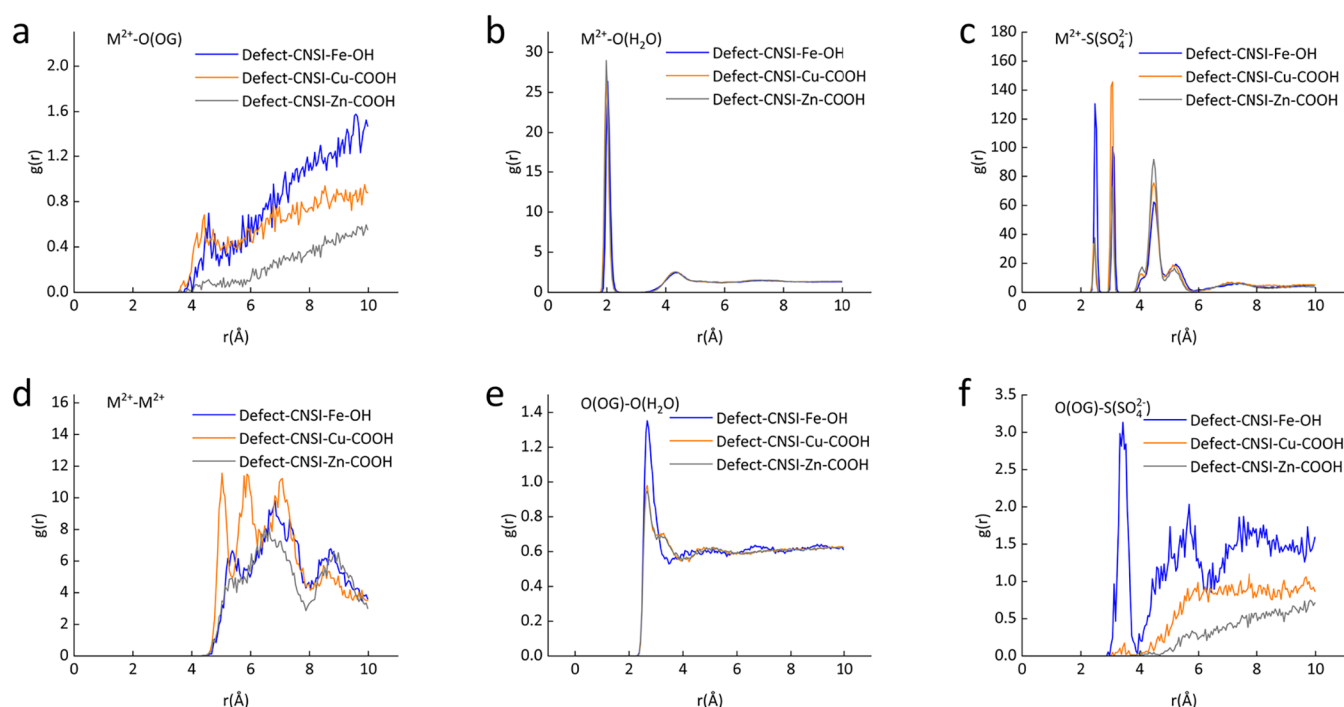 a
M²⁺-O(OG)
Defect-CNSI-Fe-OH
Defect-CNSI-Cu-COOH
Defect-CNSI-Zn-COOH
2.0
1.6
1.2
0.8
0.4
0.0
g(r)
0 2 4 6 8 10
r(Å)
b
M²⁺-O(H₂O)
Defect-CNSI-Fe-OH
Defect-CNSI-Cu-COOH
Defect-CNSI-Zn-COOH
30
25
20
15
10
5
0
g(r)
0 2 4 6 8 10
r(Å)
c
M²⁺-S(SO₄²⁻)
Defect-CNSI-Fe-OH
Defect-CNSI-Cu-COOH
Defect-CNSI-Zn-COOH
180
160
140
120
100
80
60
40
20
0
g(r)
0 2 4 6 8 10
r(Å)
d
M²⁺-M²⁺
Defect-CNSI-Fe-OH
Defect-CNSI-Cu-COOH
Defect-CNSI-Zn-COOH
16
14
12
10
8
6
4
2
0
g(r)
0 2 4 6 8 10
r(Å)
e
O(OG)-O(H₂O)
Defect-CNSI-Fe-OH
Defect-CNSI-Cu-COOH
Defect-CNSI-Zn-COOH
1.4
1.2
1.0
0.8
0.6
0.4
0.2
0.0
g(r)
0 2 4 6 8 10
r(Å)
f
O(OG)-S(SO₄²⁻)
Defect-CNSI-Fe-OH
Defect-CNSI-Cu-COOH
Defect-CNSI-Zn-COOH
3.5
3.0
2.5
2.0
1.5
1.0
0.5
0.0
g(r)
0 2 4 6 8 10
r(Å)